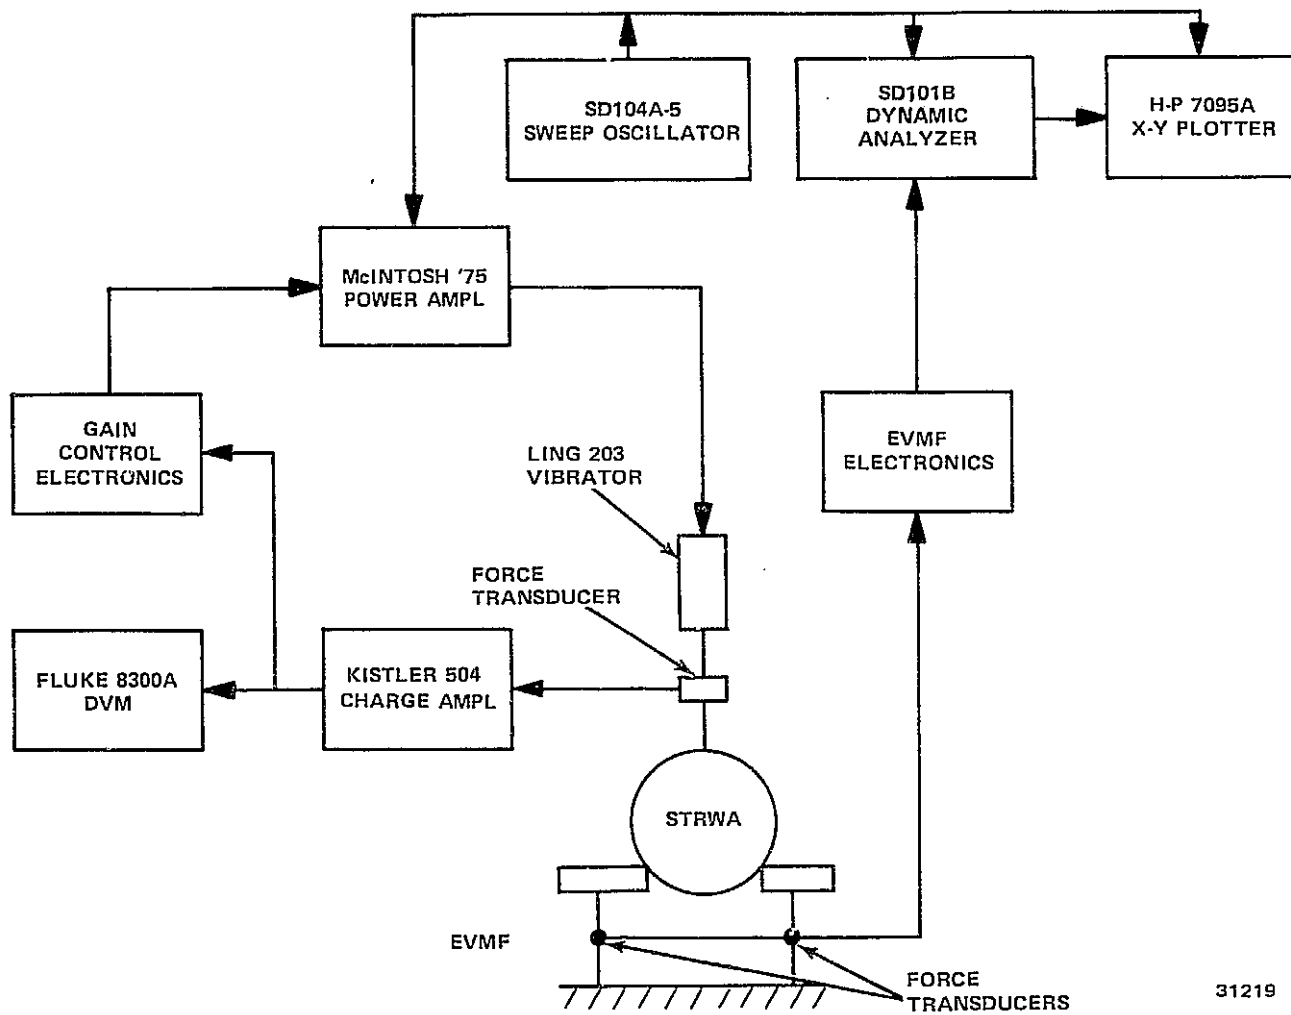 SD104A-5
SWEEP OSCILLATOR
SD101B
DYNAMIC
ANALYZER
H-P 7095A
X-Y PLOTTER
McINTOSH '75
POWER AMPL
GAIN
CONTROL
ELECTRONICS
LING 203
VIBRATOR
EVMF
ELECTRONICS
FORCE
TRANSDUCER
FLUKE 8300A
DVM
KISTLER 504
CHARGE AMPL
STRWA
EVMF
FORCE
TRANSDUCERS
31219